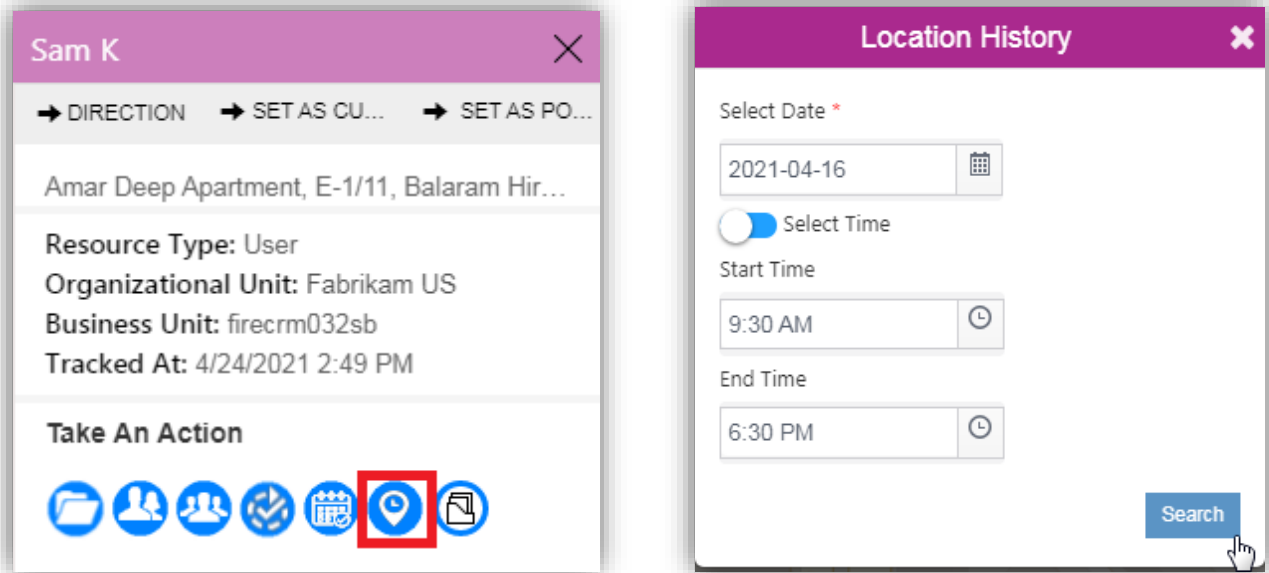 Sam K
DIRECTION SET AS CU... SET AS PO...
Amar Deep Apartment, E-1/11, Balaram Hir...
Resource Type: User
Organizational Unit: Fabrikam US
Business Unit: firecrm032sb
Tracked At: 4/24/2021 2:49 PM
Take An Action
Location History
Select Date *
2021-04-16
Select Time
Start Time
9:30 AM
End Time
6:30 PM
Search